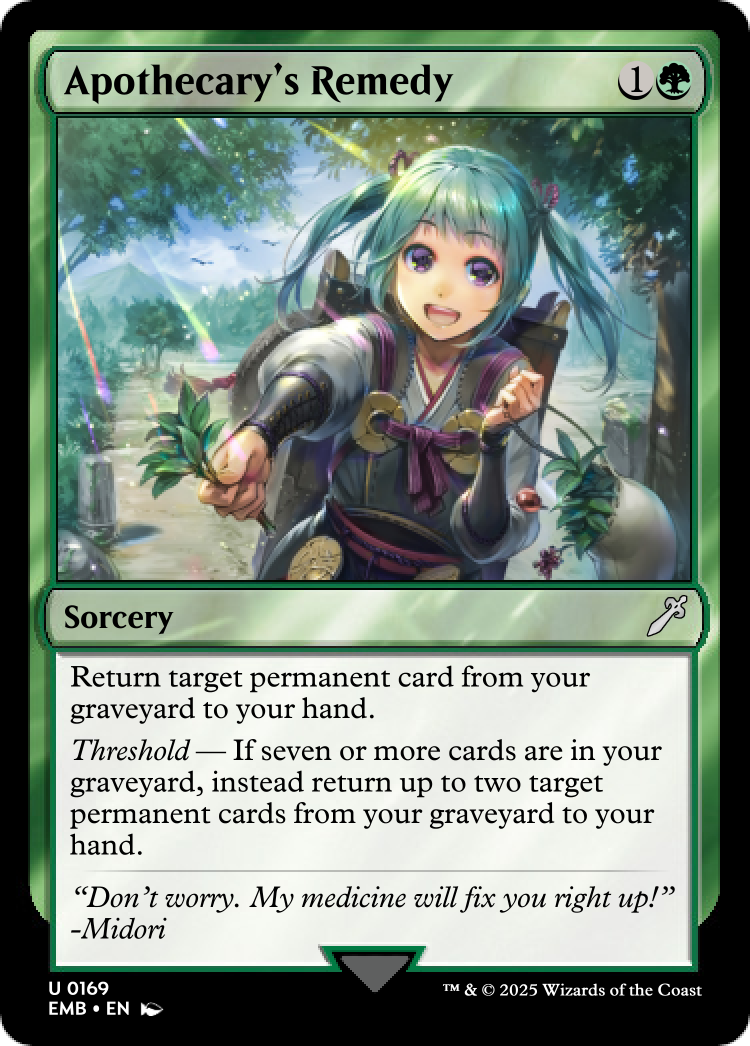 Apothecary's Remedy 1
Sorcery
Return target permanent card from your
graveyard to your hand.
Threshold — If seven or more cards are in your
graveyard, instead return up to two target
permanent cards from your graveyard to your
hand.
“Don’t worry. My medicine will fix you right up!”
-Midori
U 0169
EMB • EN
™ & © 2025 Wizards of the Coast